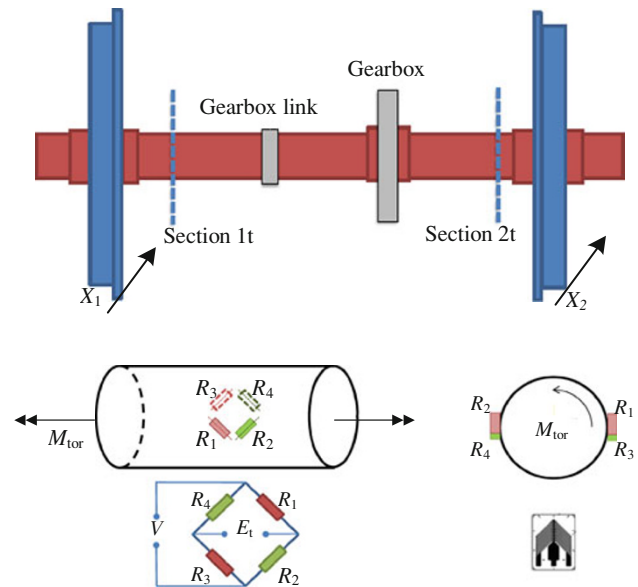 Gearbox
Gearbox link
Section 1t
Section 2t
X1
X2
R3 R4
R1 R2
Mtor
R2 R1
Mtor
R4 R3
R4 R1
V Et
R3 R2